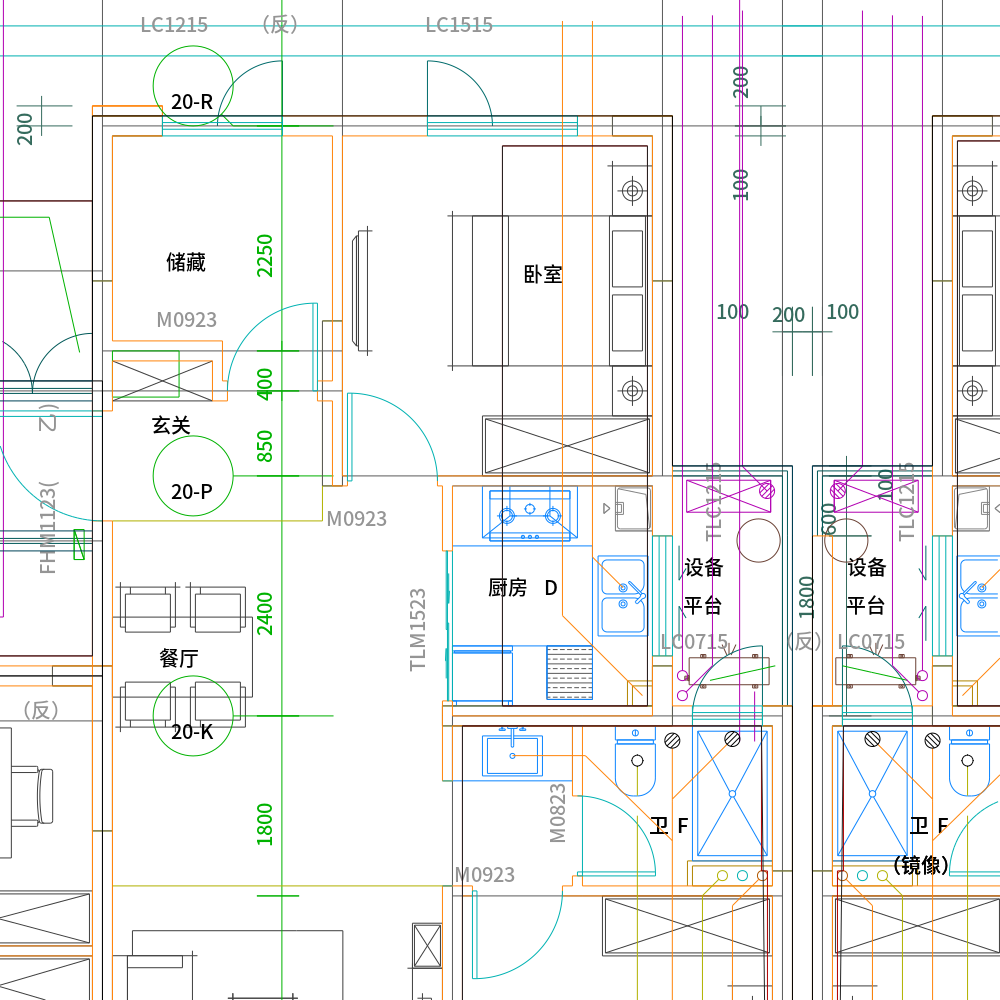 LC1215
（反）
LC1515
200
20-R
200
100
储藏
2250
卧室
M0923
100
200
100
400
乙）
玄关
850
20-P
M0923
FHM1123（
TLC1215
100
TLC1215
600
设备
平台
设备
平台
厨房 D
1800
2400
TLM1523
餐厅
LC0715
（反）
LC0715
（反）
20-K
1800
M0823
卫 F
卫 F
（镜像）
M0923